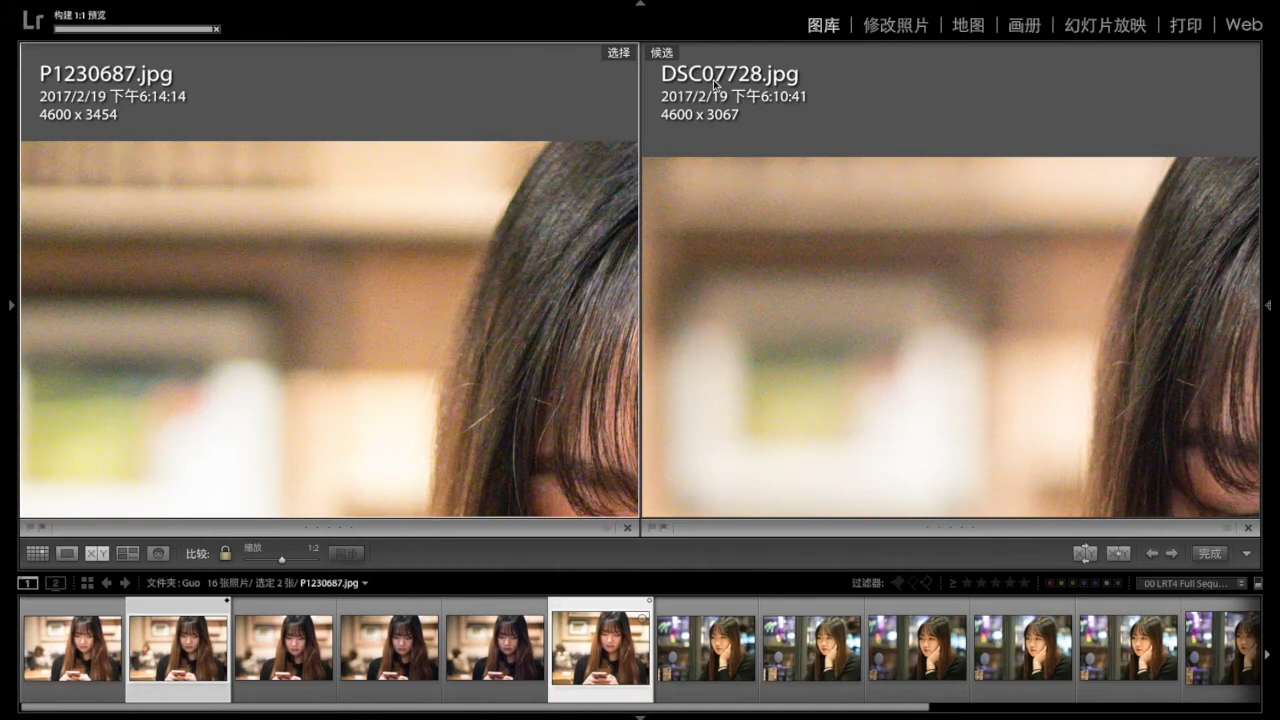 Lr
构建 1:1 预览
图库 | 修改照片 | 地图 | 画册 | 幻灯片放映 | 打印 | Web
选择
P1230687.jpg
2017/2/19 下午6:14:14
4600 x 3454
候选
DSC07728.jpg
2017/2/19 下午6:10:41
4600 x 3067
X Y
比较:
缩放
1:2
同步
完成
1
2
文件夹: Guo 16 张照片/ 选定 2 张/ P1230687.jpg
过滤器:
≥
00 LRT4 Full Sequ...